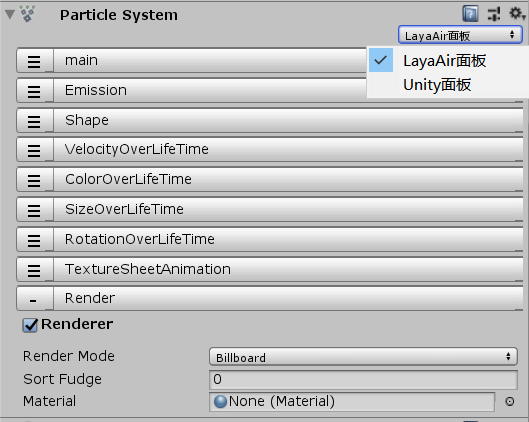 Particle System
LayaAir面板
LayaAir面板
Unity面板
main
Emission
Shape
VelocityOverLifeTime
ColorOverLifeTime
SizeOverLifeTime
RotationOverLifeTime
TextureSheetAnimation
- Render
Renderer
Render Mode Billboard
Sort Fudge 0
Material None (Material)